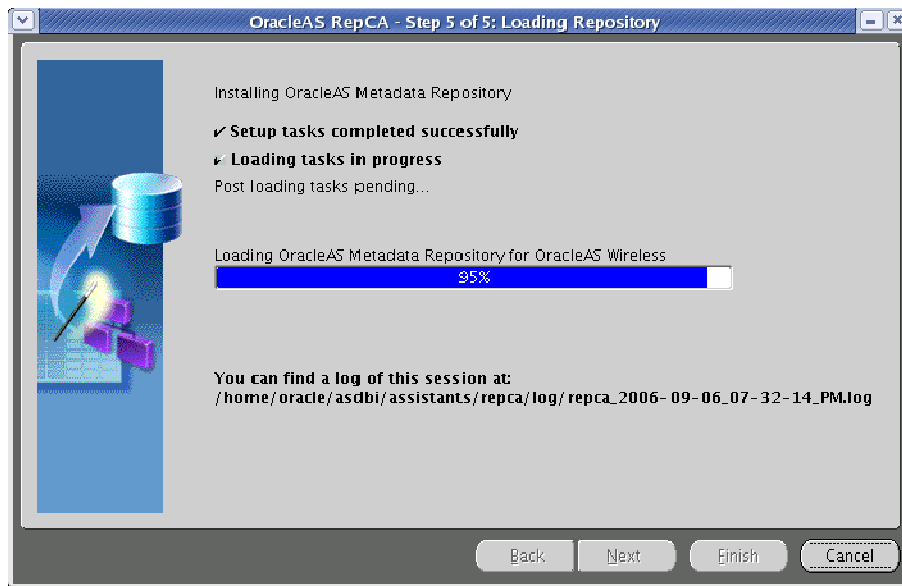 OracleAS RepCA - Step 5 of 5: Loading Repository
Installing OracleAS Metadata Repository
Setup tasks completed successfully
Loading tasks in progress
Post loading tasks pending...
Loading OracleAS Metadata Repository for OracleAS Wireless
95%
You can find a log of this session at:
/home/oracle/asdbi/assistants/repca/log/repca_2006-09-06_07-32-14_PM.log
Back
Next
Finish
Cancel